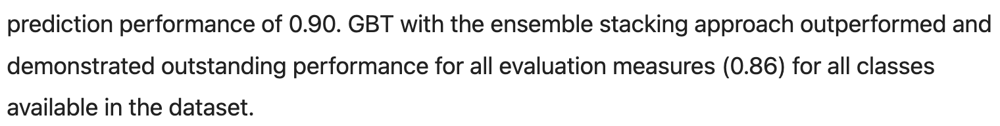 prediction performance of 0.90. GBT with the ensemble stacking approach outperformed and
demonstrated outstanding performance for all evaluation measures (0.86) for all classes
available in the dataset.